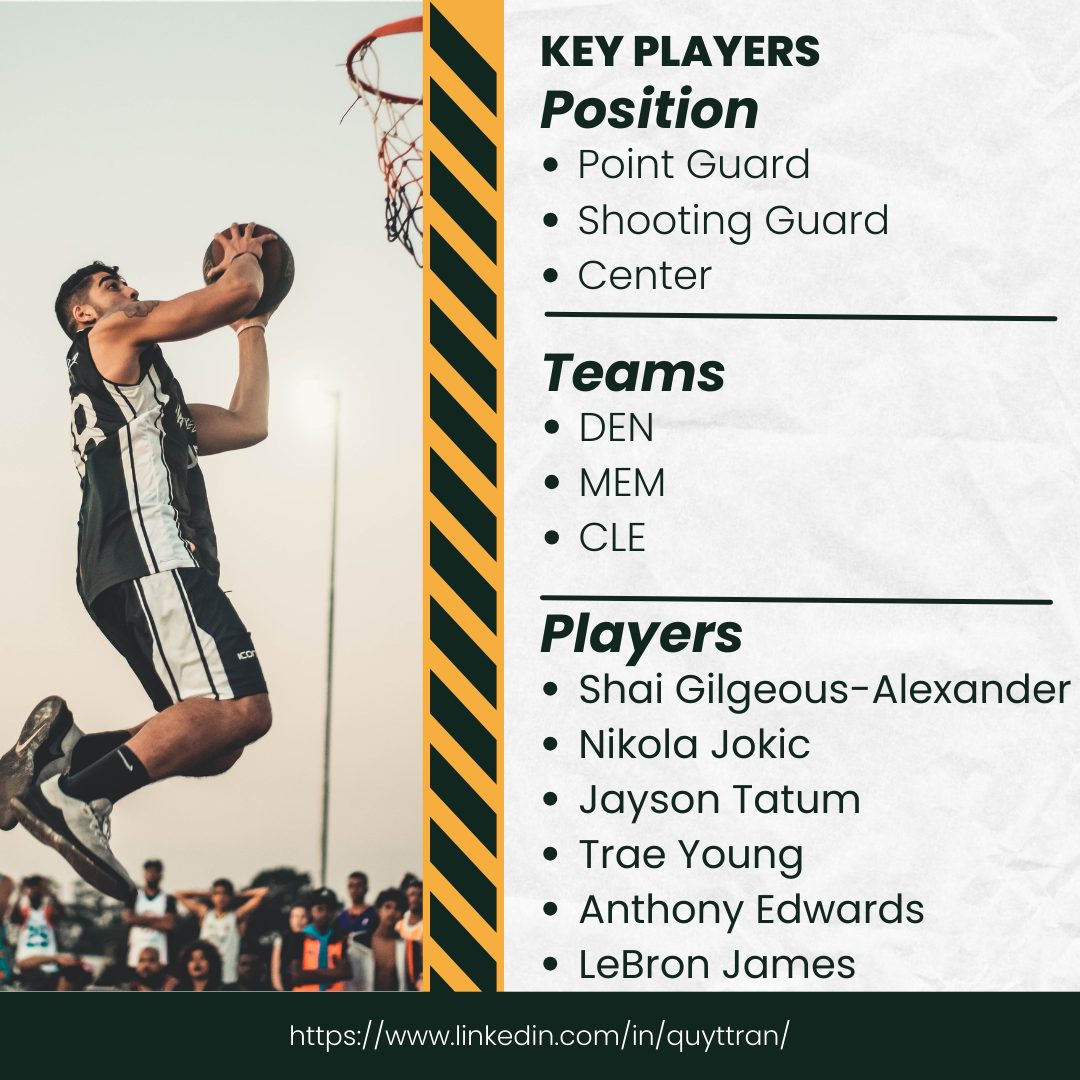 KEY PLAYERS
Position
Point Guard
Shooting Guard
Center
Teams
DEN
MEM
CLE
Players
Shai Gilgeous-Alexander
Nikola Jokic
Jayson Tatum
Trae Young
Anthony Edwards
LeBron James
https://www.linkedin.com/in/quyttran/